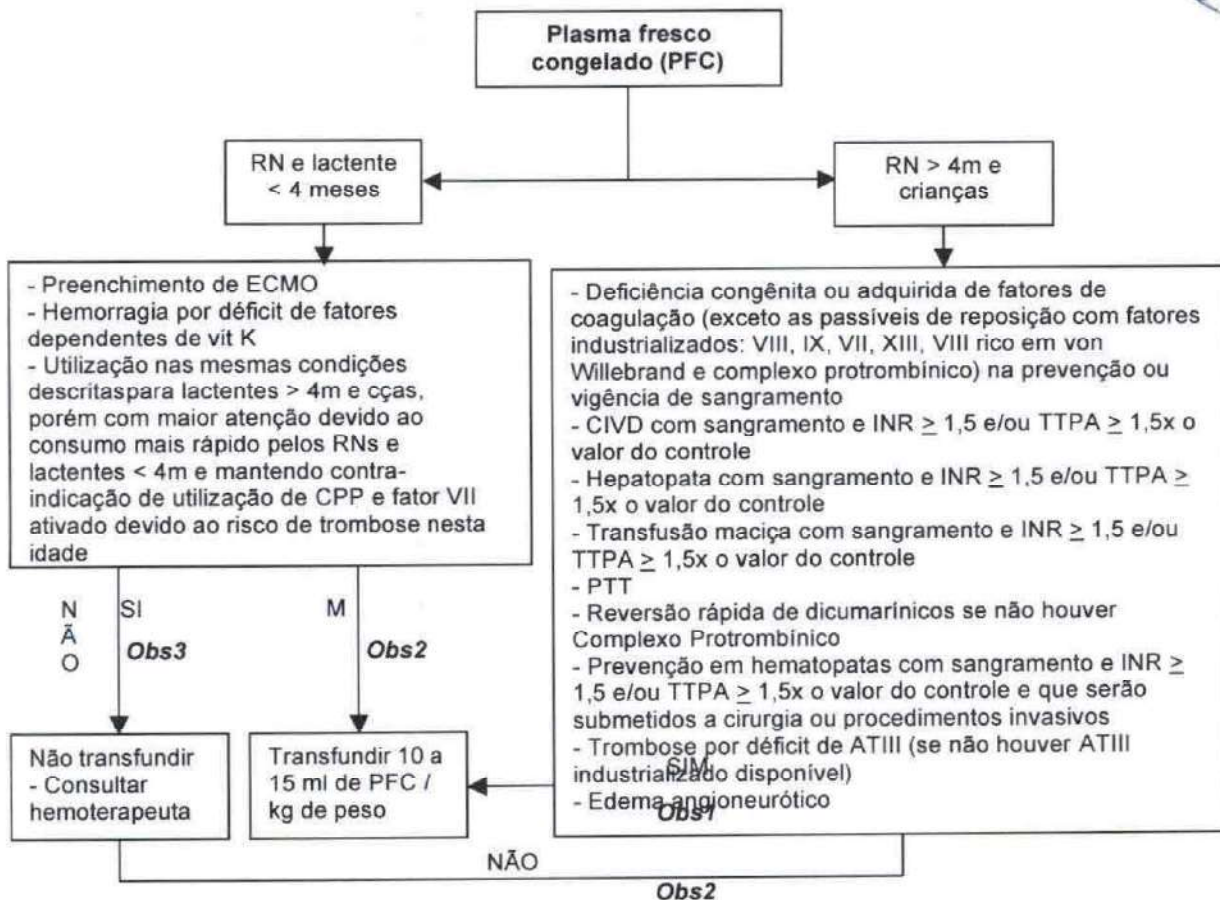 Plasma fresco
congelado (PFC)
RN e lactente
< 4 meses
RN > 4m e
crianças
- Preenchimento de ECMO
- Hemorragia por déficit de fatores
dependentes de vit K
- Utilização nas mesmas condições
descritaspara lactentes > 4m e cças,
porém com maior atenção devido ao
consumo mais rápido pelos RNs e
lactentes < 4m e mantendo contra-
indicação de utilização de CPP e fator VII
ativado devido ao risco de trombose nesta
idade
- Deficiência congênita ou adquirida de fatores de
coagulação (exceto as passíveis de reposição com fatores
industrializados: VIII, IX, VII, XIII, VIII rico em von
Willebrand e complexo protrombínico) na prevenção ou
vigência de sangramento
- CIVD com sangramento e INR ≥ 1,5 e/ou TTPA ≥ 1,5x o
valor do controle
- Hepatopata com sangramento e INR ≥ 1,5 e/ou TTPA ≥
1,5x o valor do controle
- Transfusão maciça com sangramento e INR ≥ 1,5 e/ou
TTPA ≥ 1,5x o valor do controle
- PTT
- Reversão rápida de dicumarínicos se não houver
Complexo Protrombínico
- Prevenção em hematopatas com sangramento e INR ≥
1,5 e/ou TTPA ≥ 1,5x o valor do controle e que serão
submetidos a cirurgia ou procedimentos invasivos
- Trombose por déficit de ATIII (se não houver ATIII
industrializado disponível)
- Edema angioneurótico
SIM
Obs1
N
Ã
O
SI
M
Obs3
Obs2
Não transfundir
- Consultar
hemoterapeuta
Transfundir 10 a
15 ml de PFC /
kg de peso
NÃO
Obs2